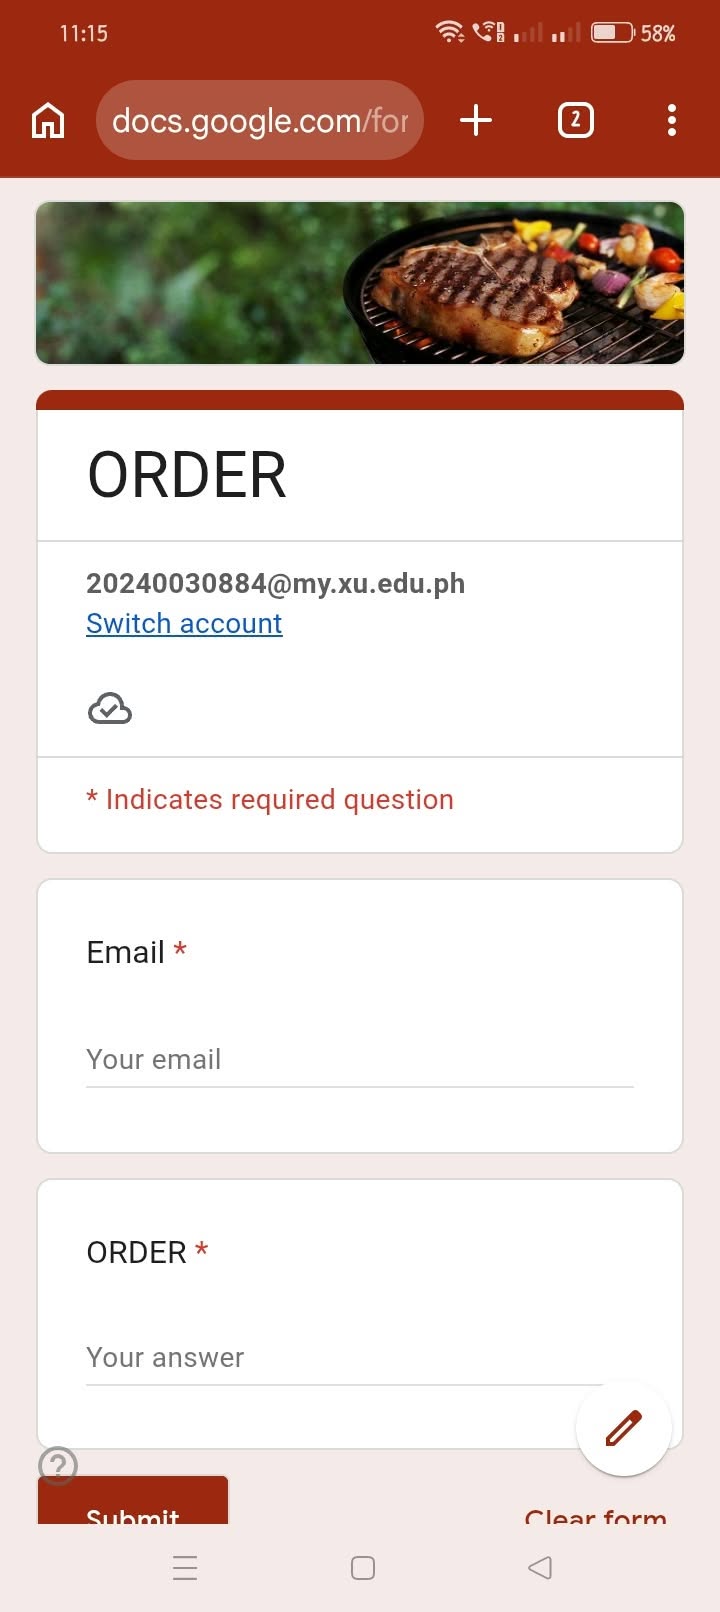 11:15
58%
docs.google.com/for
2
ORDER
20240030884@my.xu.edu.ph
Switch account
* Indicates required question
Email *
Your email
ORDER *
Your answer
?
Submit
Clear form